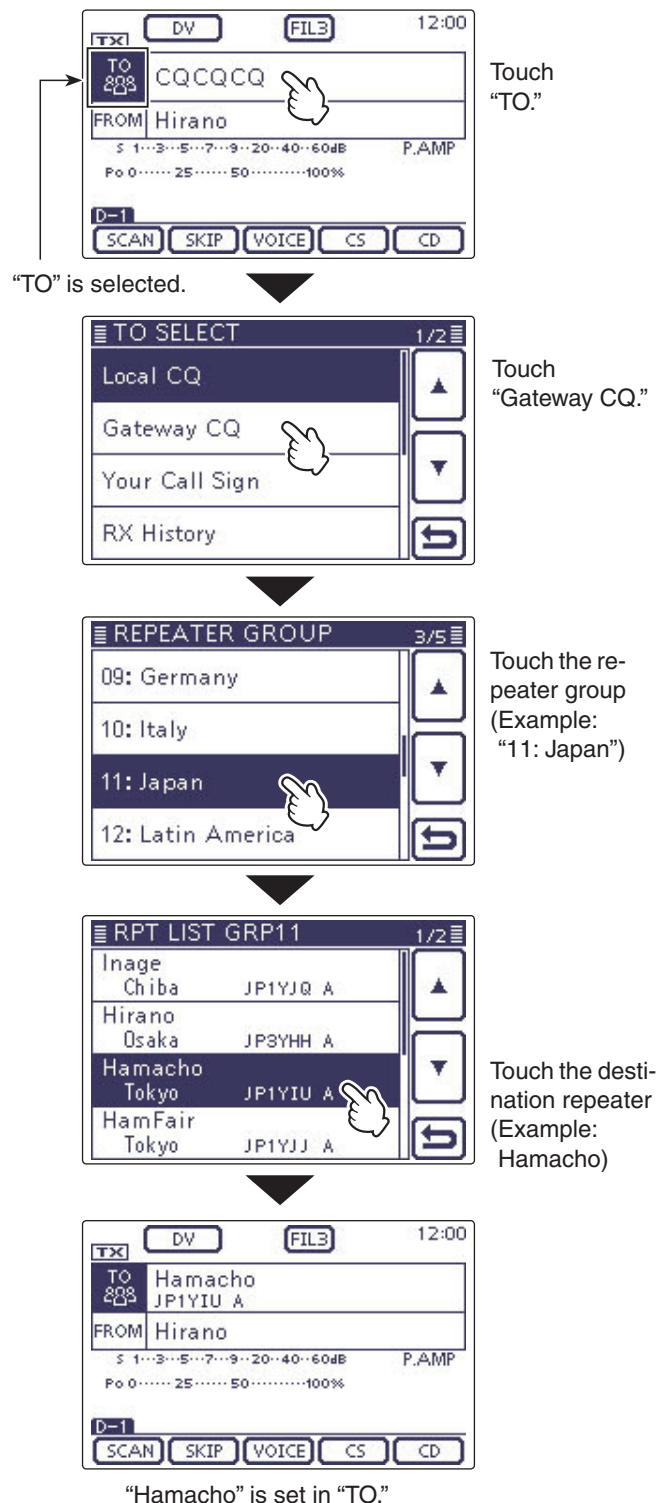 TX DV FIL3 12:00
TO CQCQCQ
FROM Hirano
S 1···3···5···7···9··20··40··60dB P.AMP
Po 0······ 25······ 50··········100%
D-1
SCAN SKIP VOICE CS CD
Touch
“TO.”
“TO” is selected.
TO SELECT 1/2
Local CQ
Gateway CQ
Your Call Sign
RX History
Touch
“Gateway CQ.”
REPEATER GROUP 3/5
09: Germany
10: Italy
11: Japan
12: Latin America
Touch the re-
peater group
(Example:
“11: Japan”)
RPT LIST GRP11 1/2
Inage
Chiba JP1YJQ A
Hirano
Osaka JP3YHH A
Hamacho
Tokyo JP1YIU A
HamFair
Tokyo JP1YJJ A
Touch the desti-
nation repeater
(Example:
Hamacho)
TX DV FIL3 12:00
TO Hamacho
JP1YIU A
FROM Hirano
S 1···3···5···7···9··20··40··60dB P.AMP
Po 0······ 25······ 50··········100%
D-1
SCAN SKIP VOICE CS CD
“Hamacho” is set in “TO.”